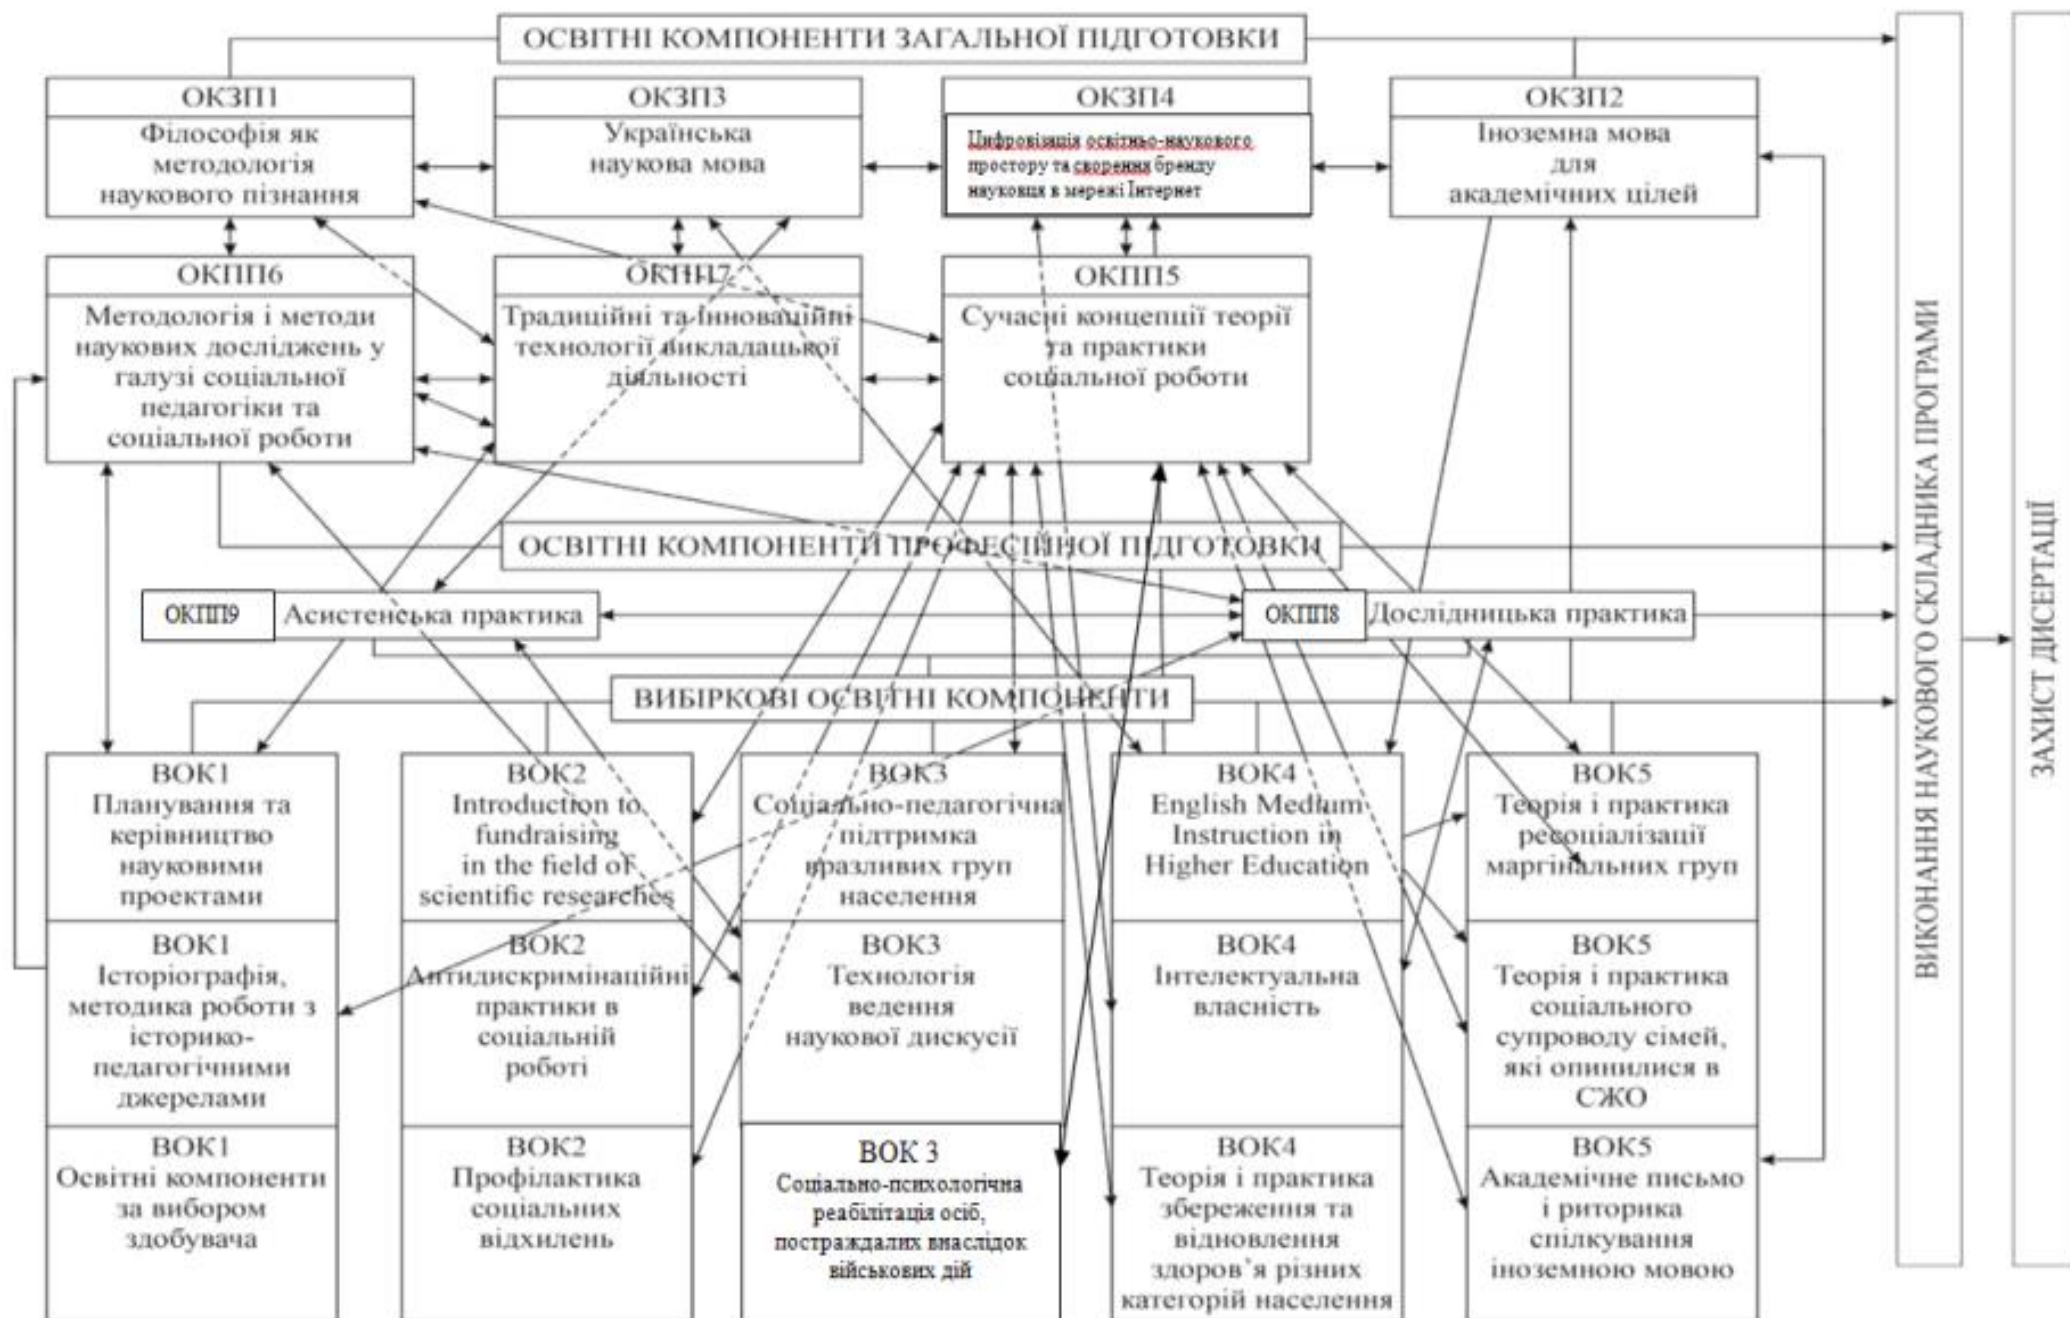 ОСВІТНІ КОМПОНЕНТИ ЗАГАЛЬНОЇ ПІДГОТОВКИ
ОКЗП1
Філософія як
методологія
наукового пізнання
ОКЗП3
Українська
наукова мова
ОКЗП4
Цифровізація освітньо-наукового
простору та сворення бренду
науковця в мережі Інтернет
ОКЗП2
Іноземна мова
для
академічних цілей
ОКПП6
Методологія і методи
наукових досліджень у
галузі соціальної
педагогіки та
соціальної роботи
ОКПП7
Традиційні та інноваційні
технології викладацької
діяльності
ОКПП5
Сучасні концепції теорії
та практики
соціальної роботи
ОСВІТНІ КОМПОНЕНТИ ПРОФЕСІЙНОЇ ПІДГОТОВКИ
ОКПП9
Асистенська практика
ОКПП8
Дослідницька практика
ВИБІРКОВІ ОСВІТНІ КОМПОНЕНТИ
ВОК1
Планування та
керівництво
науковими
проектами
ВОК2
Introduction to
fundraising
in the field of
scientific researches
ВОК3
Соціально-педагогічна
підтримка
вразливих груп
населення
ВОК4
English Medium
Instruction in
Higher Education
ВОК5
Теорія і практика
ресоціалізації
маргінальних груп
ВОК1
Історіографія,
методика роботи з
історико-
педагогічними
джерелами
ВОК2
Антидискримінаційні
практики в
соціальній
роботі
ВОК3
Технологія
ведення
наукової дискусії
ВОК4
Інтелектуальна
власність
ВОК5
Теорія і практика
соціального
супроводу сімей,
які опинилися в
СЖО
ВОК1
Освітні компоненти
за вибором
здобувача
ВОК2
Профілактика
соціальних
відхилень
ВОК 3
Соціально-психологічна
реабілітація осіб,
постраждалих внаслідок
військових дій
ВОК4
Теорія і практика
збереження та
відновлення
здоров’я різних
категорій населення
ВОК5
Академічне письмо
і риторика
спілкування
іноземною мовою
ВИКОНАННЯ НАУКОВОГО СКЛАДНИКА ПРОГРАМИ
ЗАХИСТ ДИСЕРТАЦІЇ